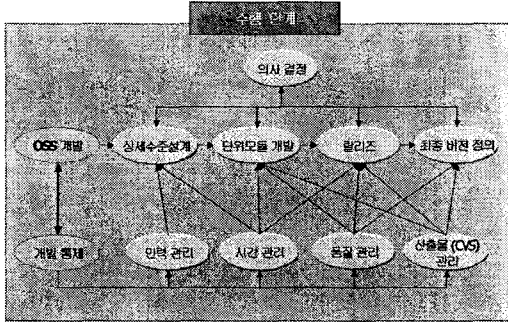 수행 단계
의사 결정
OSS 개발
상세수준설계
단위모듈 개발
릴리즈
최종 버전 정의
개발 통제
인력 관리
시간 관리
품질 관리
산출물 (CVS)
관리